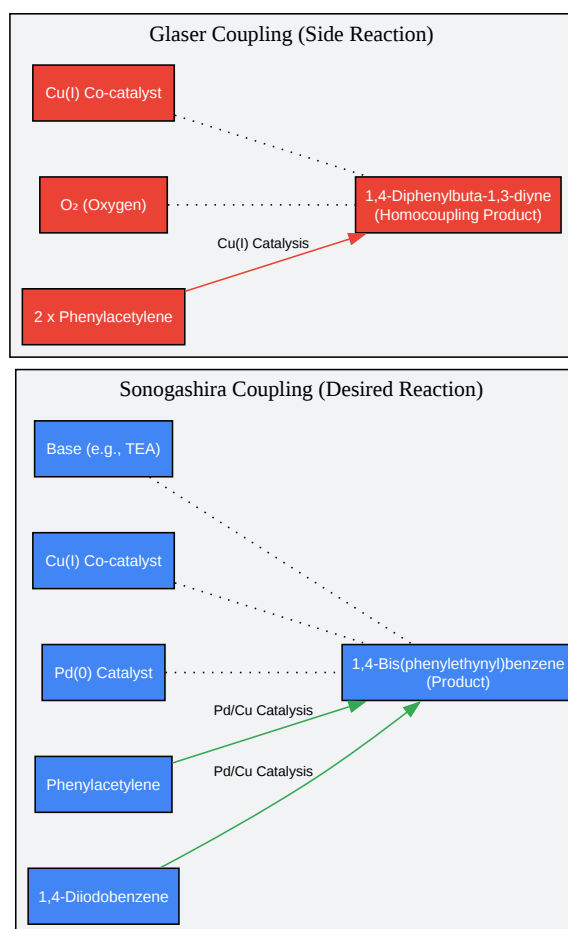 Glaser Coupling (Side Reaction)
Cu(I) Co-catalyst
O₂ (Oxygen)
1,4-Diphenylbuta-1,3-diyne
(Homocoupling Product)
Cu(I) Catalysis
2 x Phenylacetylene
Sonogashira Coupling (Desired Reaction)
Base (e.g., TEA)
Cu(I) Co-catalyst
Pd(0) Catalyst
1,4-Bis(phenylethynyl)benzene
(Product)
Pd/Cu Catalysis
Phenylacetylene
Pd/Cu Catalysis
1,4-Diiodobenzene